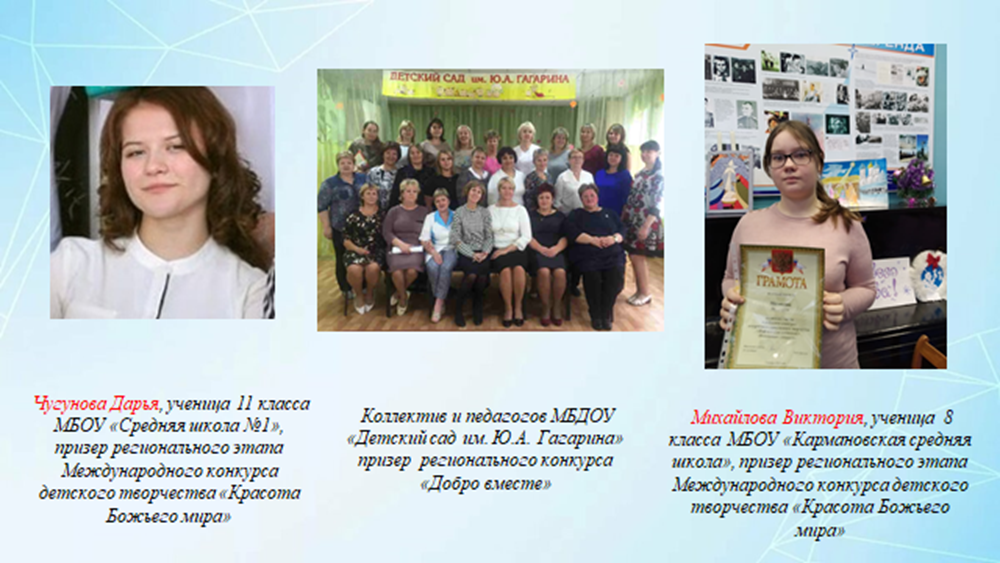 ДЕТСКИЙ САД им. Ю.А. ГАГАРИНА
ГРАМОТА
Чугунова Дарья, ученица 11 класса
МБОУ «Средняя школа №1»,
призер регионального этапа
Международного конкурса
детского творчества «Красота
Божьего мира»
Коллектив и педагогов МБДОУ
«Детский сад им. Ю.А. Гагарина»
призер регионального конкурса
«Добро вместе»
Михайлова Виктория, ученица 8
класса МБОУ «Кармановская средняя
школа», призер регионального этапа
Международного конкурса детского
творчества «Красота Божьего
мира»